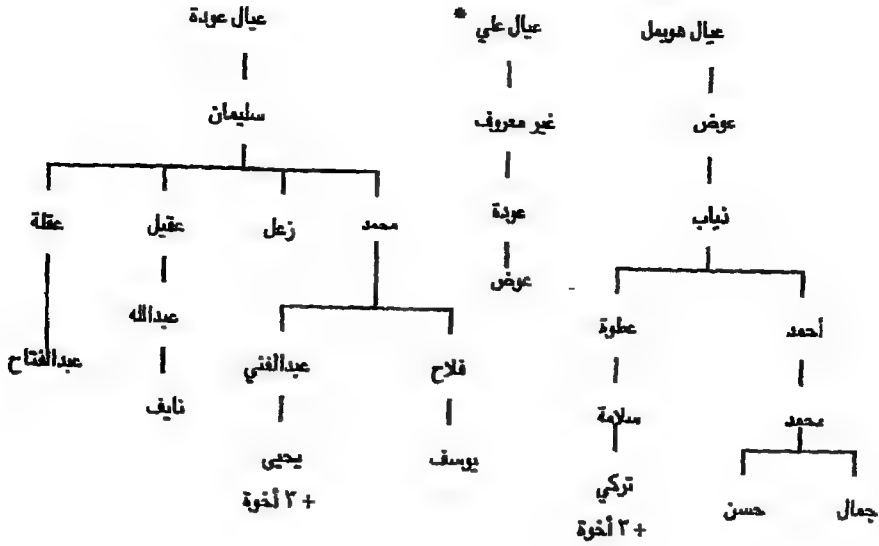 عيال هويمل
عيال علي *
عيال عودة
عوض
غير معروف
سليمان
ذياب
عودة
محمد
زعل
عقيل
عقلة
عوض
أحمد
عطوة
عبدالله
فلاح
عبدالغني
عبدالفتاح
محمد
سلامة
نايف
يوسف
يحيى
+ ٣ أخوة
جمال
حسن
تركي
+ ٣ أخوة